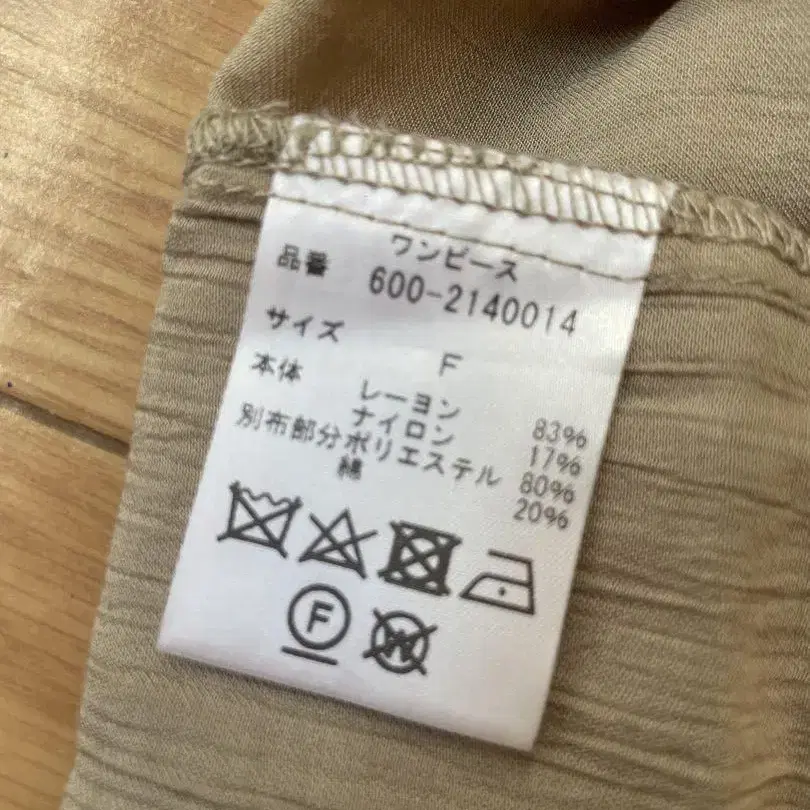 ワンピース
品番 600-2140014
サイズ F
本体 レーヨン 83%
ナイロン 17%
別布部分ポリエステル 80%
綿 20%
F
W